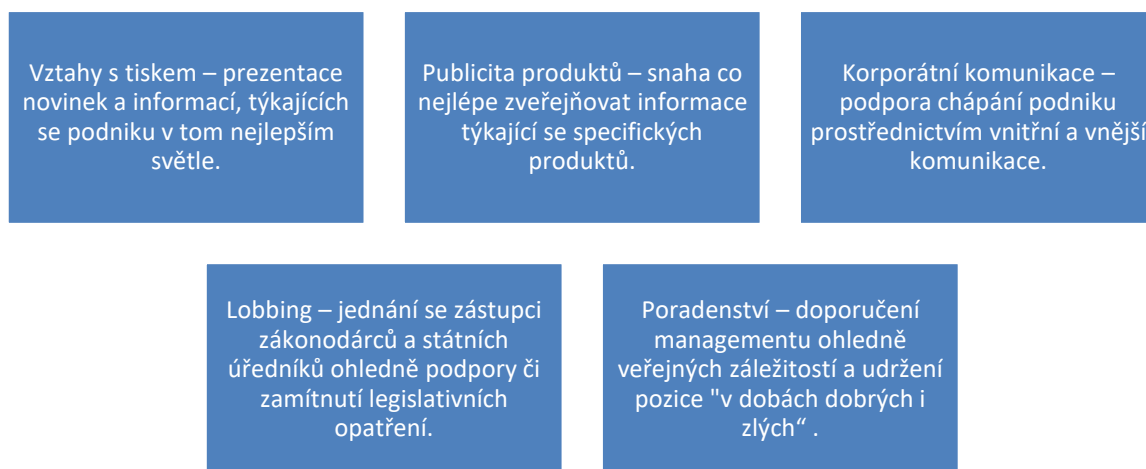 Vztahy s tiskem – prezentace
novinek a informací, týkajících
se podniku v tom nejlepším
světle.
Publicita produktů – snaha co
nejlépe zveřejňovat informace
týkající se specifických
produktů.
Korporátní komunikace –
podpora chápání podniku
prostřednictvím vnitřní a vnější
komunikace.
Lobbing – jednání se zástupci
zákonodárců a státních
úředníků ohledně podpory či
zamítnutí legislativních
opatření.
Poradenství – doporučení
managementu ohledně
veřejných záležitostí a udržení
pozice "v dobách dobrých i
zlých“ .